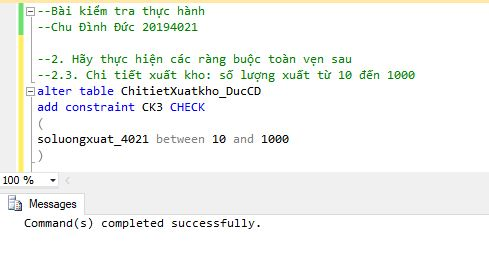 --Bài kiểm tra thực hành
--Chu Đình Đức 20194021
--2. Hãy thực hiện các ràng buộc toàn vẹn sau
--2.3. Chi tiết xuất kho: số lượng xuất từ 10 đến 1000
alter table ChitietXuatkho_DucCD
add constraint CK3 CHECK
(
soluongxuat_4021 between 10 and 1000
)
100 %
Messages
Command(s) completed successfully.